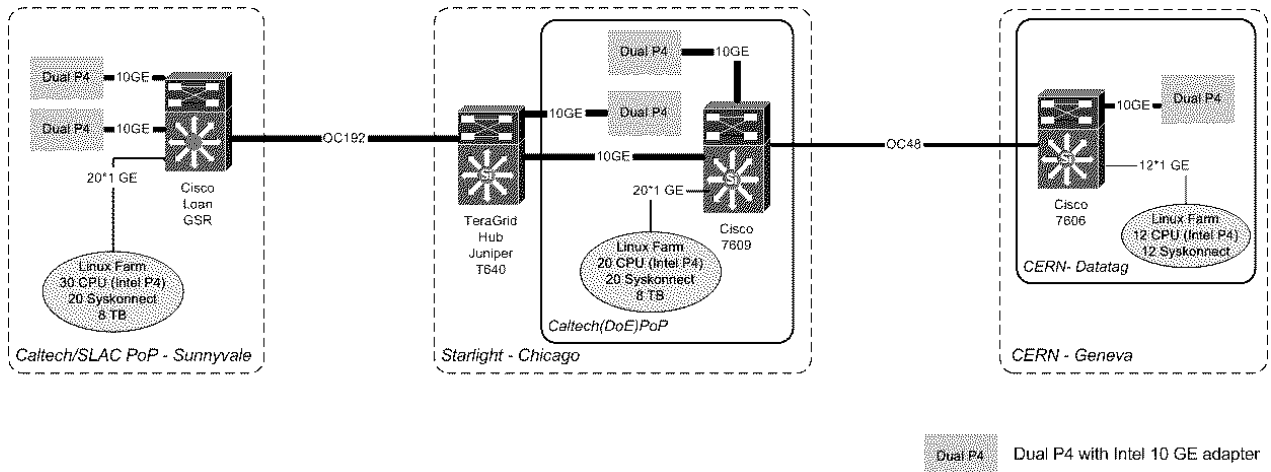 Dual P4
10GE
Dual P4
10GE
20*1 GE
Cisco
Loan
GSR
Linux Farm
30 CPU (Intel P4)
20 Syskonnect
8 TB
Caltech/SLAC PoP - Sunnyvale
OC192
TeraGrid
Hub
Juniper
T640
10GE
Dual P4
10GE
Dual P4
10GE
20*1 GE
Si
Si
Cisco
7609
Linux Farm
20 CPU (Intel P4)
20 Syskonnect
8 TB
Caltech(DoE)PoP
Starlight - Chicago
OC48
Si
Cisco
7606
10GE
Dual P4
12*1 GE
Linux Farm
12 CPU (Intel P4)
12 Syskonnect
CERN- Datatag
CERN - Geneva
Dual P4
Dual P4 with Intel 10 GE adapter